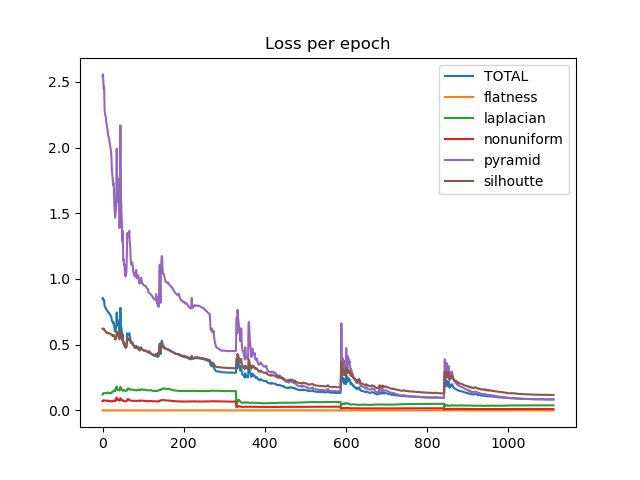 Loss per epoch
TOTAL
flatness
laplacian
nonuniform
pyramid
silhoutte
2.5
2.0
1.5
1.0
0.5
0.0
0 200 400 600 800 1000